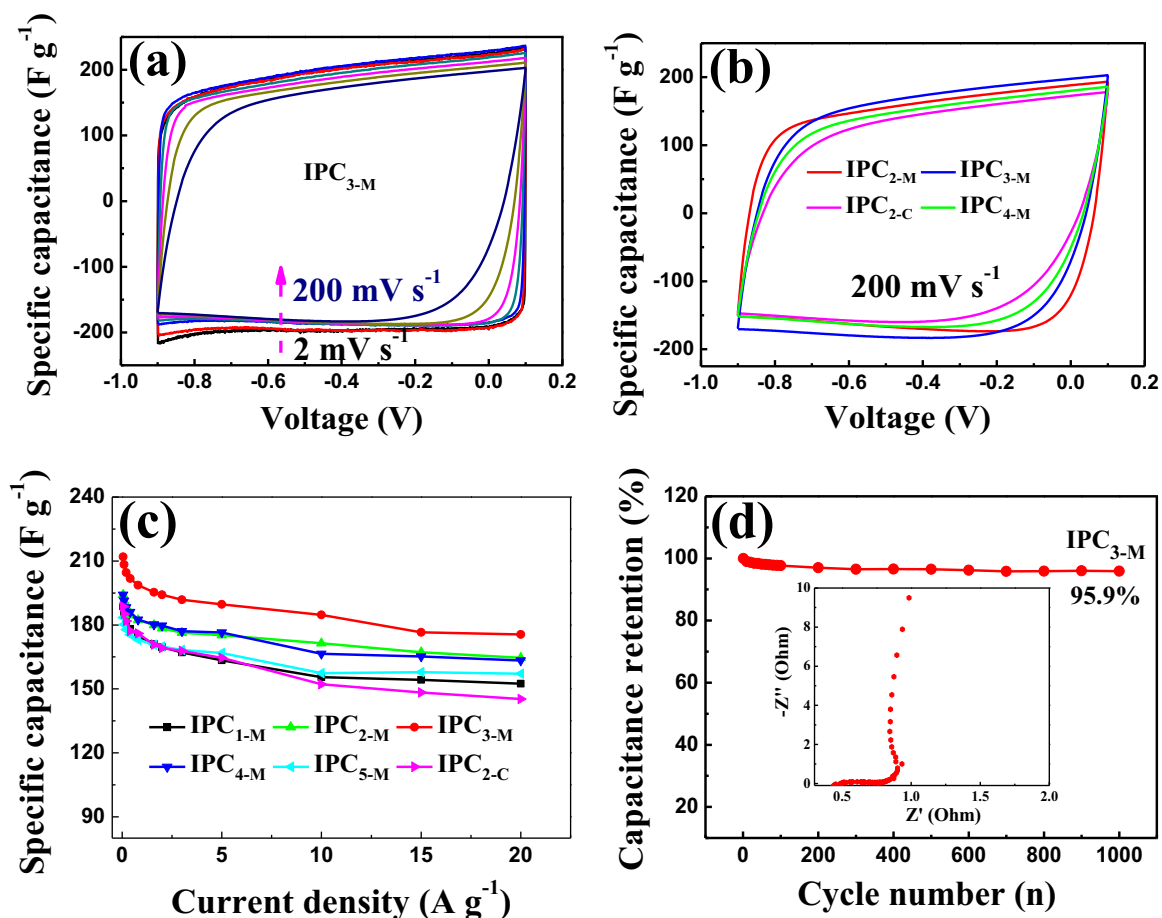 (a)
Specific capacitance (F g⁻¹)
200
100
0
-100
-200
IPC₃₋M
200 mV s⁻¹
2 mV s⁻¹
-1.0 -0.8 -0.6 -0.4 -0.2 0.0 0.2
Voltage (V)
(b)
Specific capacitance (F g⁻¹)
300
200
100
0
-100
-200
-300
IPC₂₋M IPC₃₋M
IPC₂₋C IPC₄₋M
200 mV s⁻¹
-1.0 -0.8 -0.6 -0.4 -0.2 0.0 0.2
Voltage (V)
(c)
Specific capacitance (F g⁻¹)
240
210
180
150
120
90
IPC₁₋M IPC₂₋M IPC₃₋M
IPC₄₋M IPC₅₋M IPC₂₋C
0 5 10 15 20
Current density (A g⁻¹)
(d)
Capacitance retention (%)
120
100
80
60
40
20
IPC₃₋M
95.9%
-Z'' (Ohm)
10
8
6
4
2
0
0.5 1.0 1.5 2.0
Z' (Ohm)
0 200 400 600 800 1000
Cycle number (n)